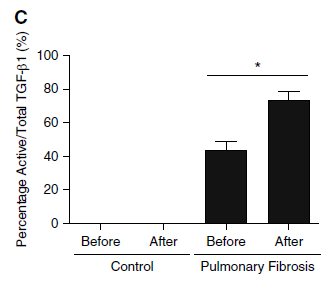 C
Percentage Active/Total TGF-β1 (%)
100
80
60
40
20
0
*
Before After Before After
Control Pulmonary Fibrosis